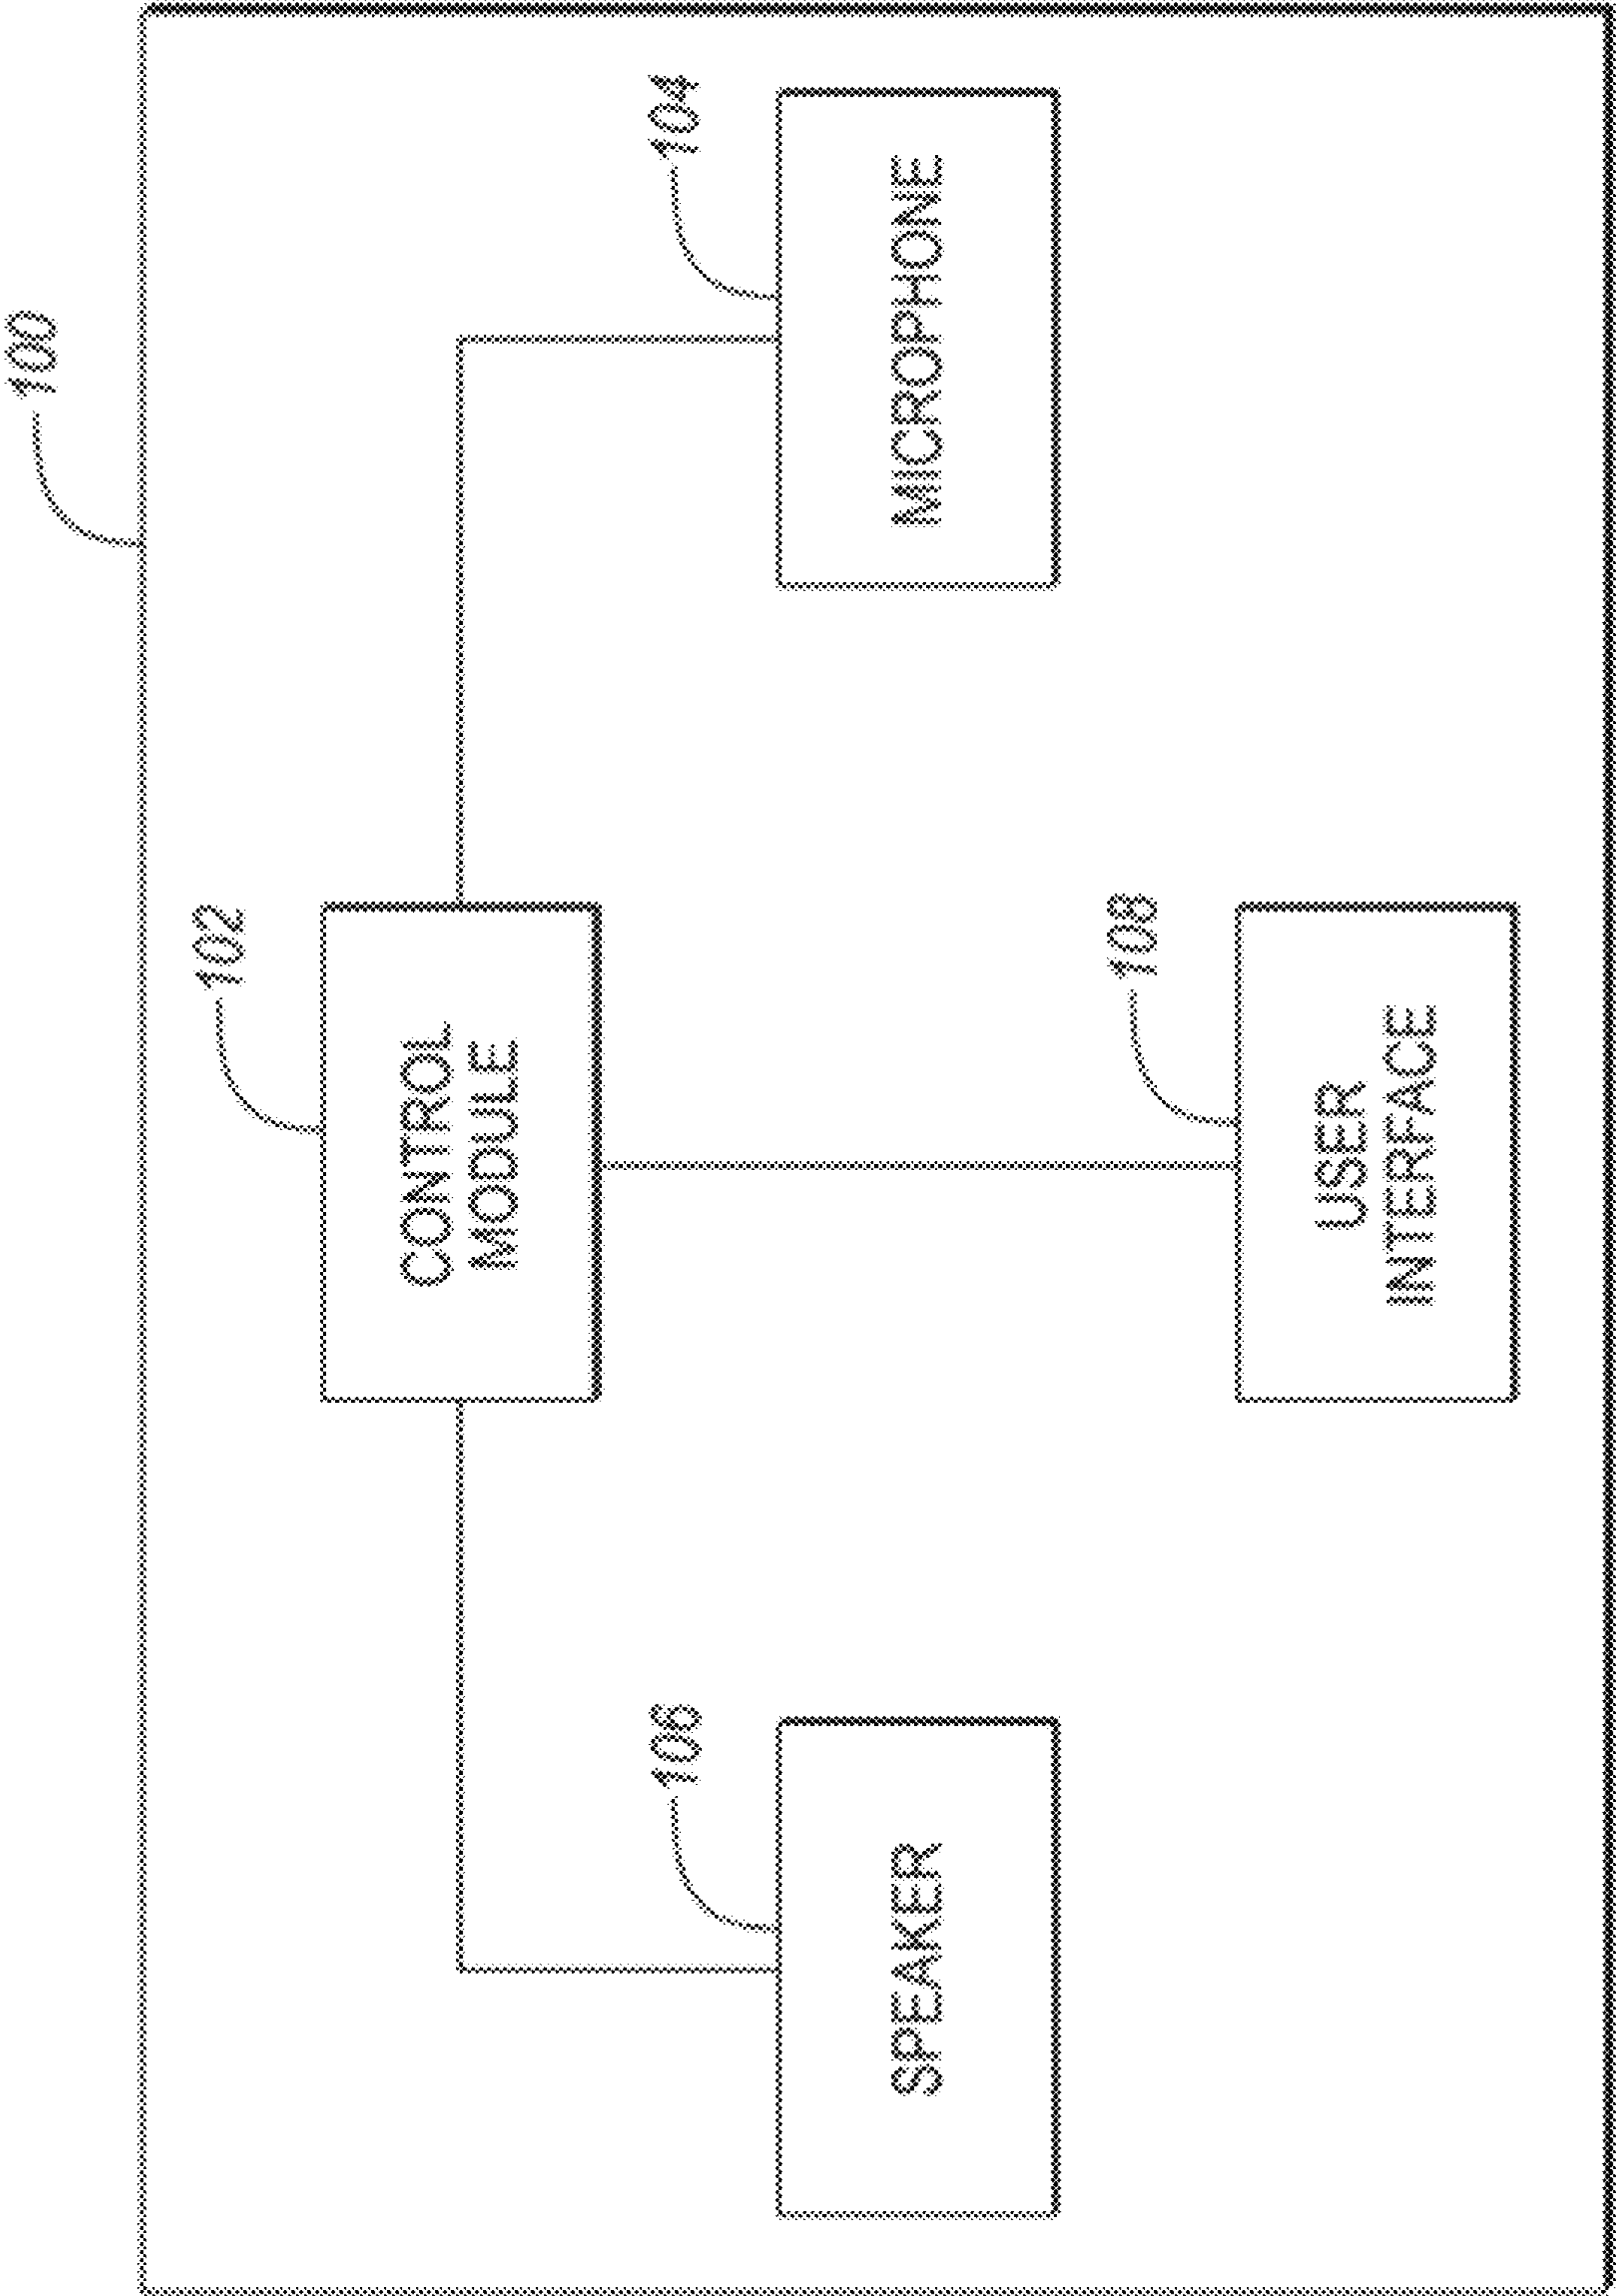 100
102
CONTROL
MODULE
106
104
SPEAKER
MICROPHONE
108
USER
INTERFACE